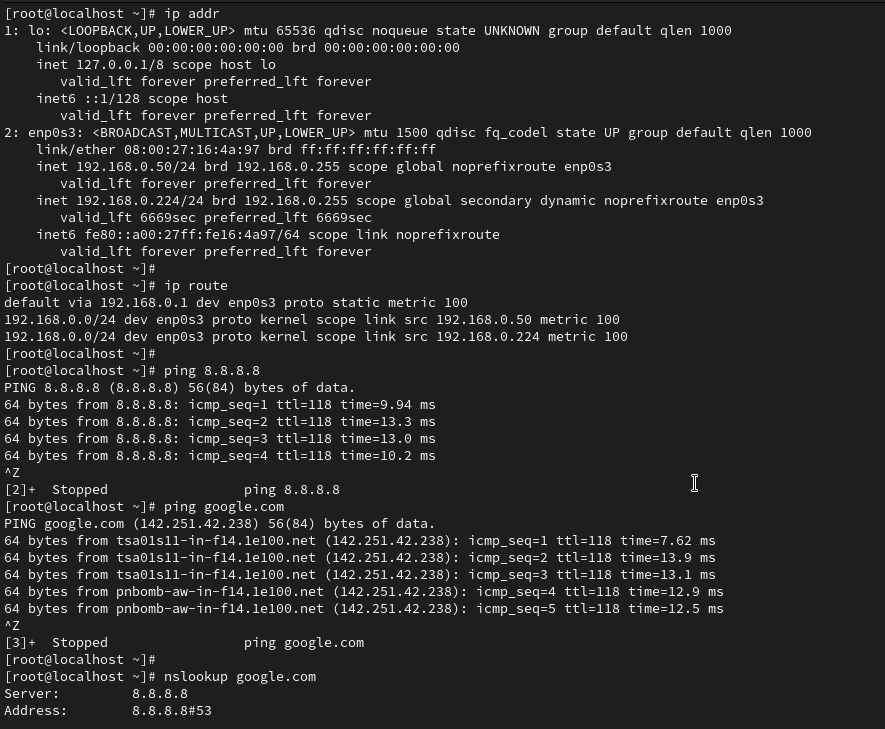 [root@localhost ~]# ip addr
1: lo: <LOOPBACK,UP,LOWER_UP> mtu 65536 qdisc noqueue state UNKNOWN group default qlen 1000
    link/loopback 00:00:00:00:00:00 brd 00:00:00:00:00:00
    inet 127.0.0.1/8 scope host lo
       valid_lft forever preferred_lft forever
    inet6 ::1/128 scope host
       valid_lft forever preferred_lft forever
2: enp0s3: <BROADCAST,MULTICAST,UP,LOWER_UP> mtu 1500 qdisc fq_codel state UP group default qlen 1000
    link/ether 08:00:27:16:4a:97 brd ff:ff:ff:ff:ff:ff
    inet 192.168.0.50/24 brd 192.168.0.255 scope global noprefixroute enp0s3
       valid_lft forever preferred_lft forever
    inet 192.168.0.224/24 brd 192.168.0.255 scope global secondary dynamic noprefixroute enp0s3
       valid_lft 6669sec preferred_lft 6669sec
    inet6 fe80::a00:27ff:fe16:4a97/64 scope link noprefixroute
       valid_lft forever preferred_lft forever
[root@localhost ~]#
[root@localhost ~]# ip route
default via 192.168.0.1 dev enp0s3 proto static metric 100
192.168.0.0/24 dev enp0s3 proto kernel scope link src 192.168.0.50 metric 100
192.168.0.0/24 dev enp0s3 proto kernel scope link src 192.168.0.224 metric 100
[root@localhost ~]#
[root@localhost ~]# ping 8.8.8.8
PING 8.8.8.8 (8.8.8.8) 56(84) bytes of data.
64 bytes from 8.8.8.8: icmp_seq=1 ttl=118 time=9.94 ms
64 bytes from 8.8.8.8: icmp_seq=2 ttl=118 time=13.3 ms
64 bytes from 8.8.8.8: icmp_seq=3 ttl=118 time=13.0 ms
64 bytes from 8.8.8.8: icmp_seq=4 ttl=118 time=10.2 ms
^Z
[2]+  Stopped                 ping 8.8.8.8
[root@localhost ~]# ping google.com
PING google.com (142.251.42.238) 56(84) bytes of data.
64 bytes from tsa01s11-in-f14.1e100.net (142.251.42.238): icmp_seq=1 ttl=118 time=7.62 ms
64 bytes from tsa01s11-in-f14.1e100.net (142.251.42.238): icmp_seq=2 ttl=118 time=13.9 ms
64 bytes from tsa01s11-in-f14.1e100.net (142.251.42.238): icmp_seq=3 ttl=118 time=13.1 ms
64 bytes from pnbomb-aw-in-f14.1e100.net (142.251.42.238): icmp_seq=4 ttl=118 time=12.9 ms
64 bytes from pnbomb-aw-in-f14.1e100.net (142.251.42.238): icmp_seq=5 ttl=118 time=12.5 ms
^Z
[3]+  Stopped                 ping google.com
[root@localhost ~]#
[root@localhost ~]# nslookup google.com
Server:         8.8.8.8
Address:        8.8.8.8#53